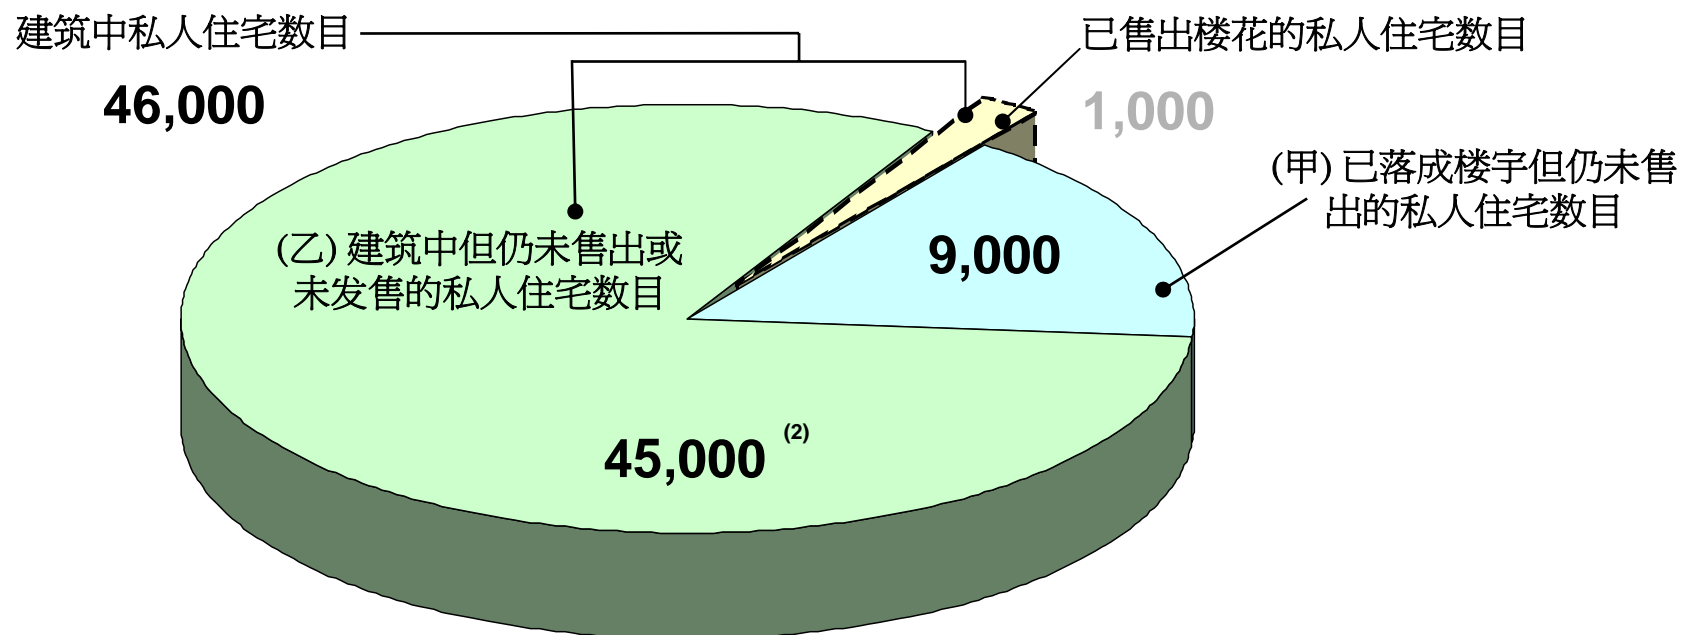 建筑中私人住宅数目
46,000
已售出楼花的私人住宅数目
1,000
(甲) 已落成楼宇但仍未售
出的私人住宅数目
9,000
(乙) 建筑中但仍未售出或
未发售的私人住宅数目
45,000 (2)